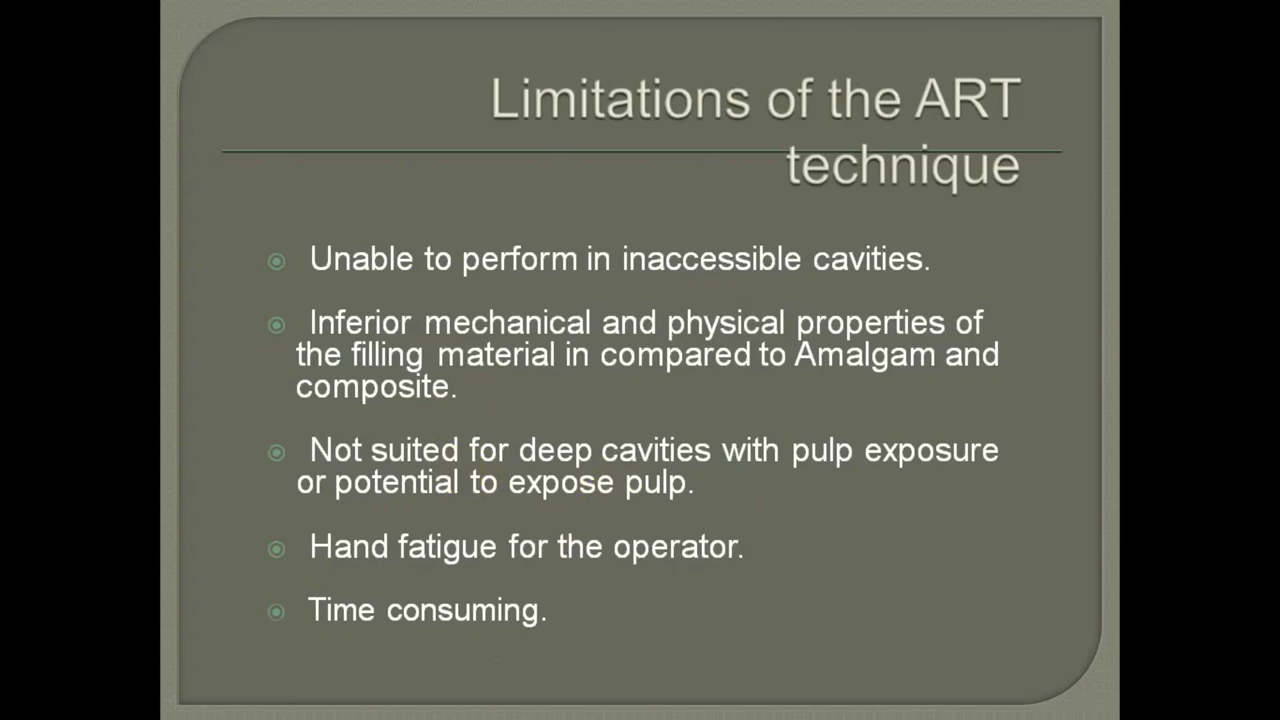 Limitations of the ART
technique
Unable to perform in inaccessible cavities.
Inferior mechanical and physical properties of
the filling material in compared to Amalgam and
composite.
Not suited for deep cavities with pulp exposure
or potential to expose pulp.
Hand fatigue for the operator.
Time consuming.